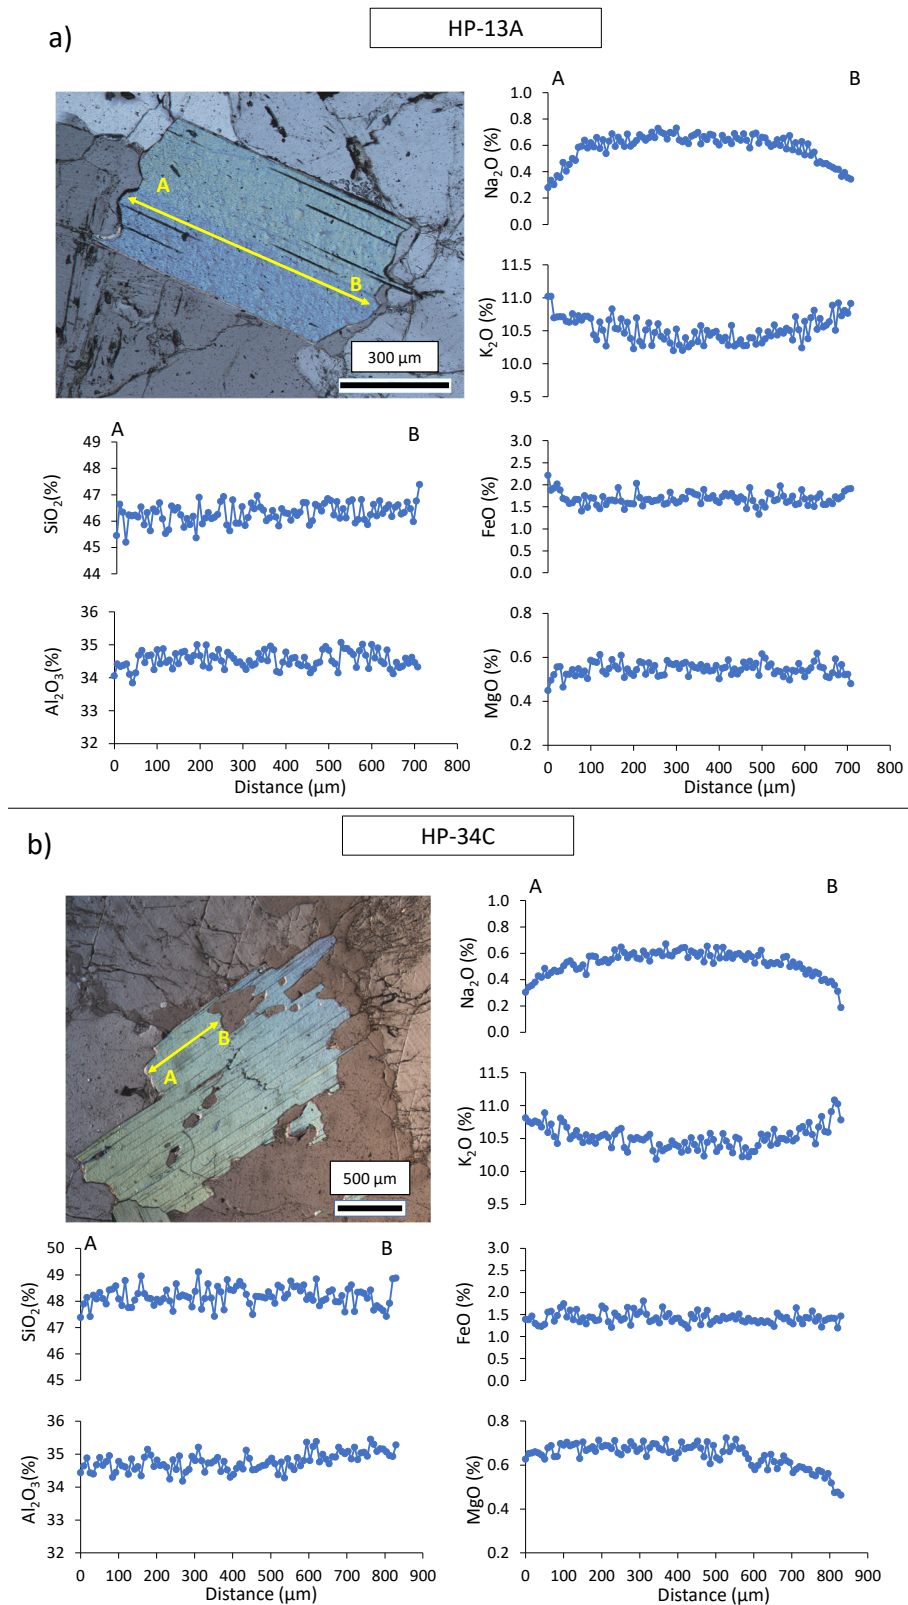 HP-13A
a)
A
B
A
B
300 µm
A B
1.0
0.8
0.6
0.4
0.2
0.0
Na₂O (%)
11.5
11.0
10.5
10.0
9.5
K₂O (%)
A B
49
48
47
46
45
44
SiO₂(%)
3.0
2.5
2.0
1.5
1.0
0.5
0.0
FeO (%)
36
35
34
33
32
Al₂O₃(%)
0 100 200 300 400 500 600 700 800
Distance (µm)
0.8
0.6
0.4
0.2
MgO (%)
0 100 200 300 400 500 600 700 800
Distance (µm)
HP-34C
b)
B
A
500 µm
A B
1.0
0.8
0.6
0.4
0.2
0.0
Na₂O (%)
11.5
11.0
10.5
10.0
9.5
K₂O (%)
A B
50
49
48
47
46
45
SiO₂(%)
3.0
2.5
2.0
1.5
1.0
0.5
0.0
FeO (%)
36
35
34
33
32
Al₂O₃(%)
0 100 200 300 400 500 600 700 800 900
Distance (µm)
0.8
0.6
0.4
0.2
MgO (%)
0 100 200 300 400 500 600 700 800 900
Distance (µm)